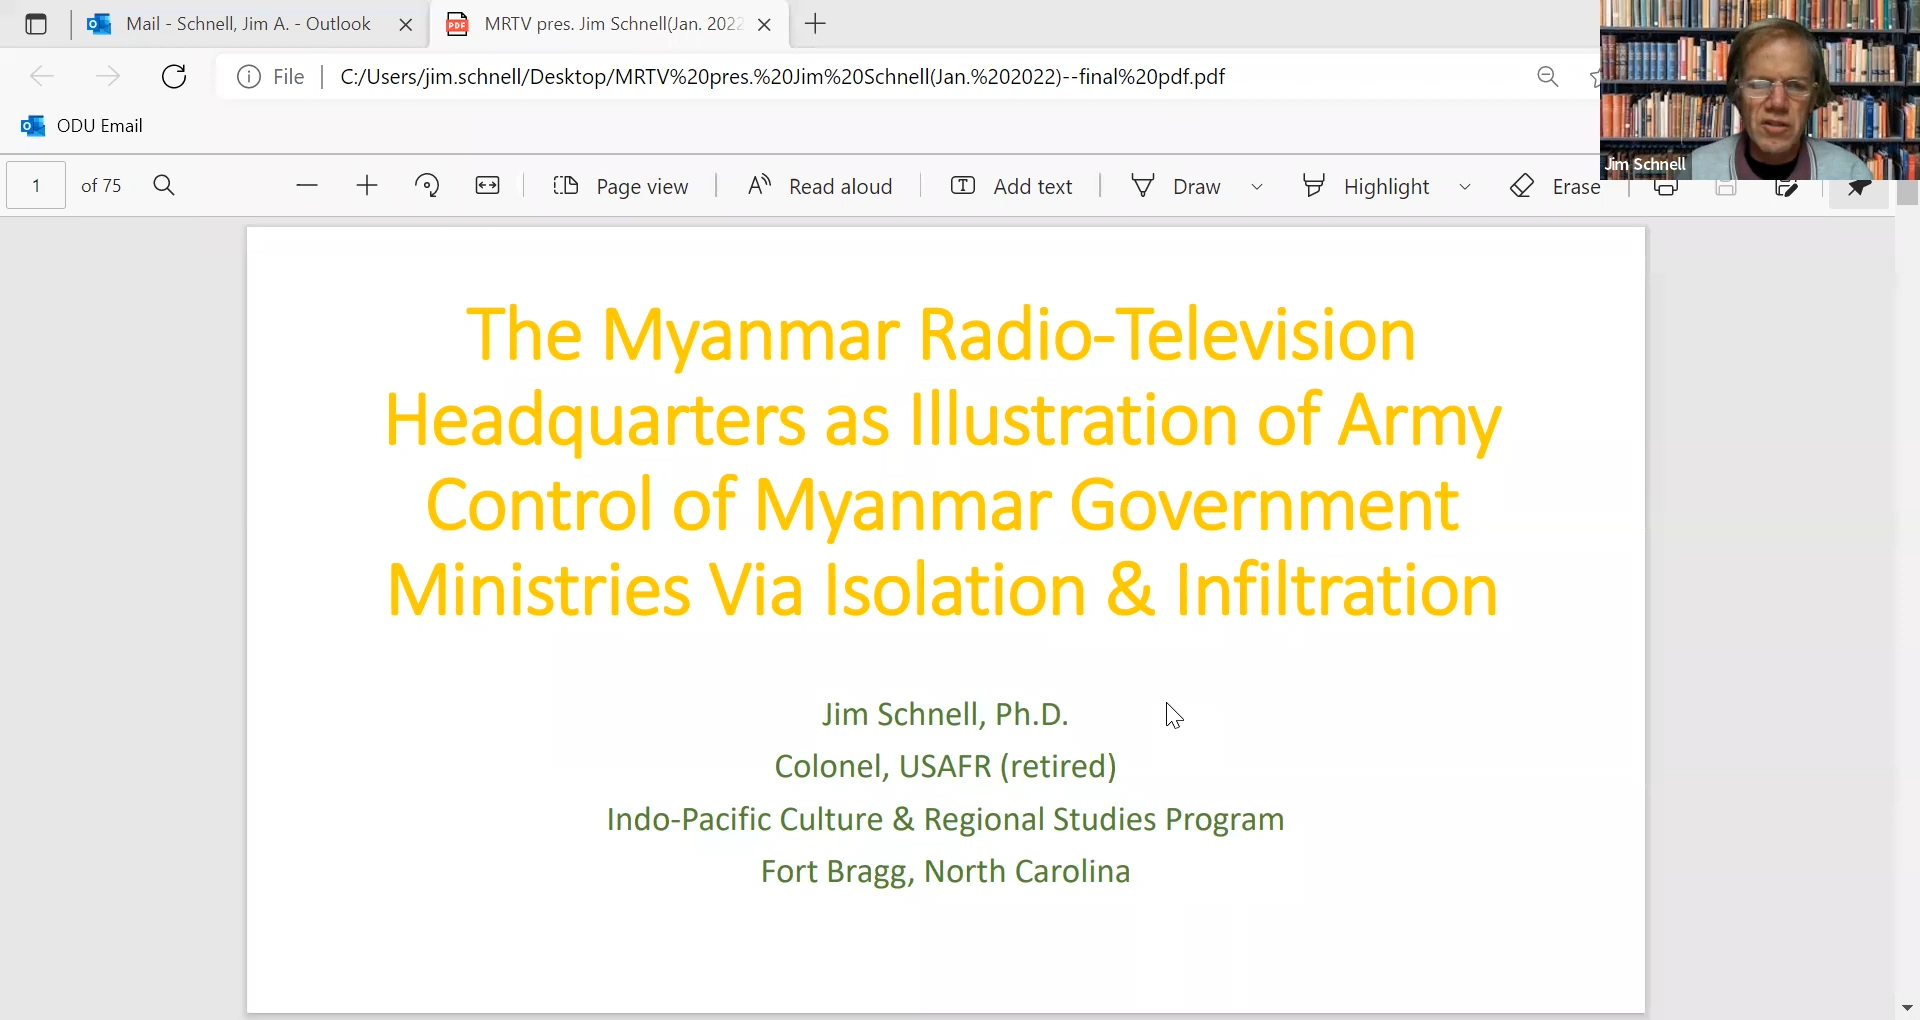 Mail - Schnell, Jim A. - Outlook
MRTV pres. Jim Schnell(Jan. 2022
File
C:/Users/jim.schnell/Desktop/MRTV%20pres.%20Jim%20Schnell(Jan.%202022)--final%20pdf.pdf
ODU Email
Jim Schnell
1 of 75
Page view
Read aloud
Add text
Draw
Highlight
Erase
The Myanmar Radio-Television
Headquarters as Illustration of Army
Control of Myanmar Government
Ministries Via Isolation & Infiltration
Jim Schnell, Ph.D.
Colonel, USAFR (retired)
Indo-Pacific Culture & Regional Studies Program
Fort Bragg, North Carolina